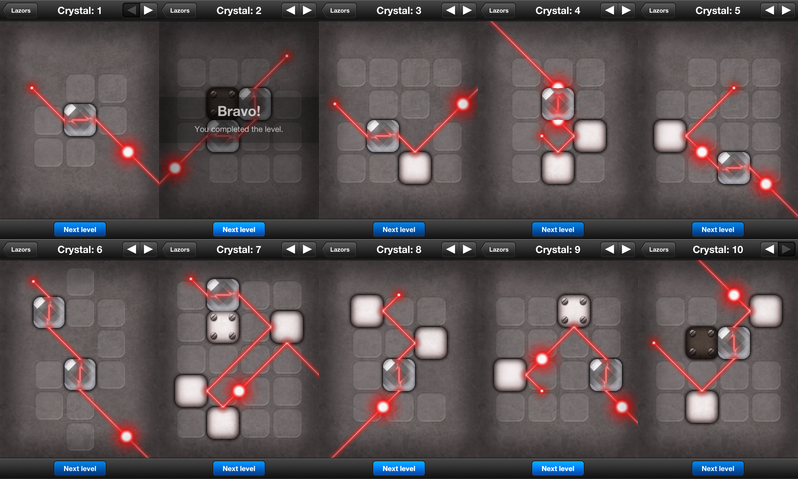 Lazors Crystal: 1
Lazors Crystal: 2
Lazors Crystal: 3
Lazors Crystal: 4
Lazors Crystal: 5
Bravo!
You completed the level.
Next level
Next level
Next level
Next level
Next level
Lazors Crystal: 6
Lazors Crystal: 7
Lazors Crystal: 8
Lazors Crystal: 9
Lazors Crystal: 10
Next level
Next level
Next level
Next level
Next level